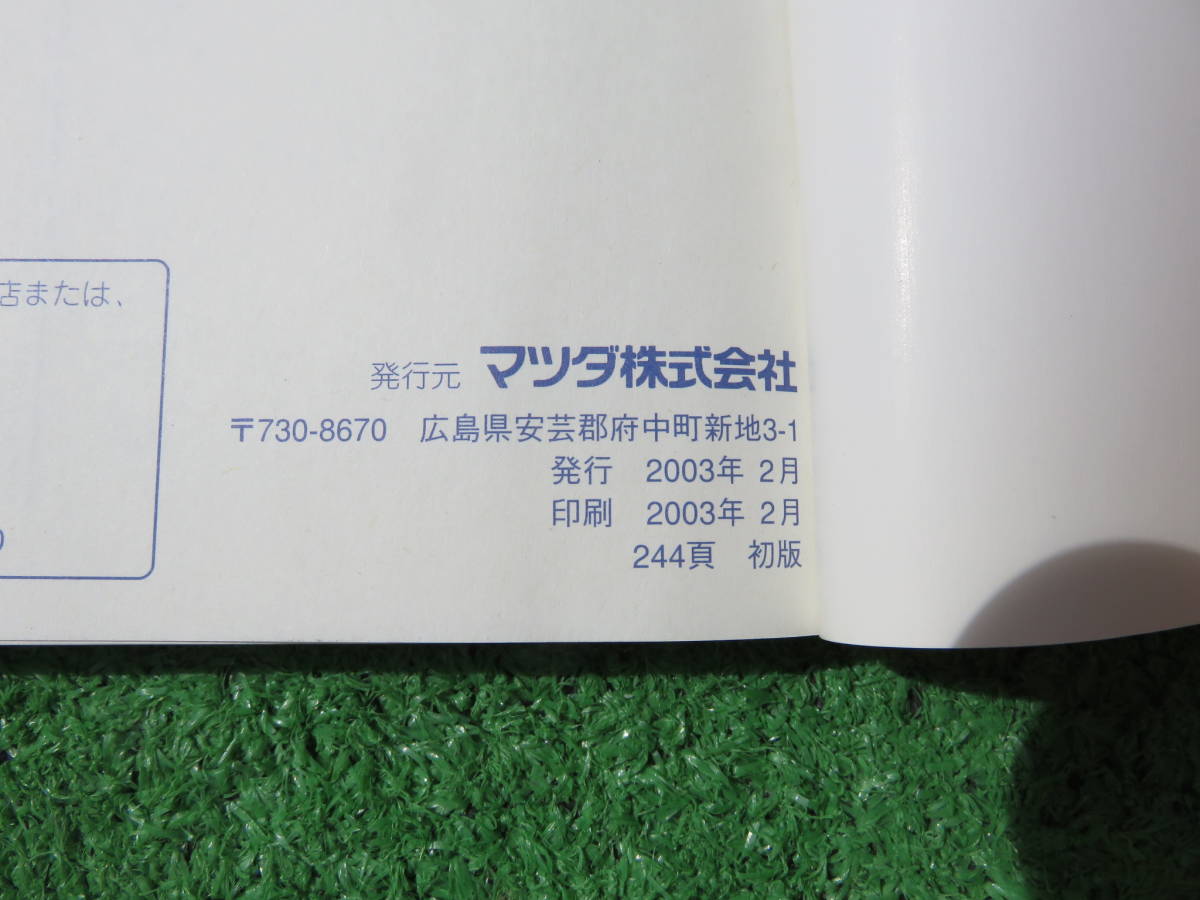 店または、
発行元 マツダ株式会社
〒730-8670 広島県安芸郡府中町新地3-1
発行 2003年 2月
印刷 2003年 2月
244頁 初版